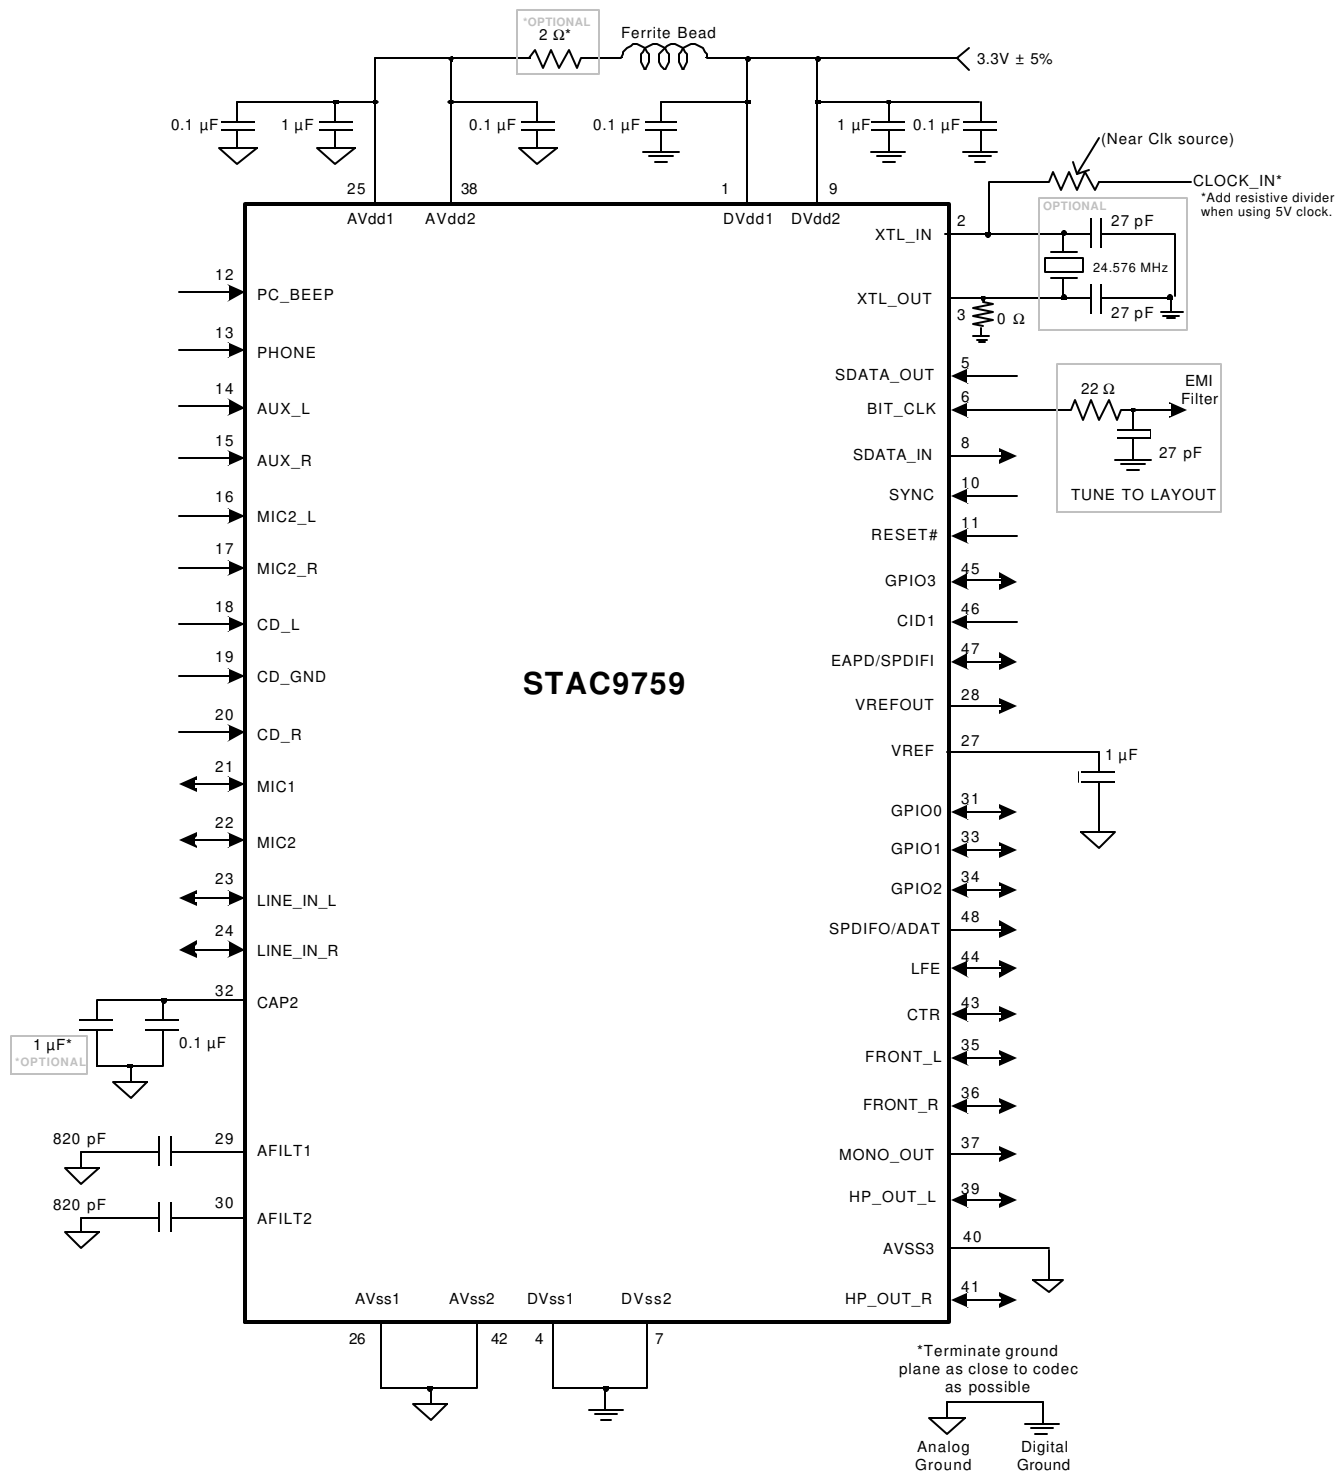 *OPTIONAL
2 Ω*
Ferrite Bead
3.3V ± 5%
0.1 µF
1 µF
0.1 µF
0.1 µF
1 µF
0.1 µF
(Near Clk source)
CLOCK_IN*
*Add resistive divider
when using 5V clock.
25
38
1
9
AVdd1
AVdd2
DVdd1
DVdd2
OPTIONAL
2
XTL_IN
27 pF
24.576 MHz
XTL_OUT
3
0 Ω
27 pF
12
PC_BEEP
13
PHONE
14
AUX_L
15
AUX_R
16
MIC2_L
17
MIC2_R
18
CD_L
19
CD_GND
20
CD_R
21
MIC1
22
MIC2
23
LINE_IN_L
24
LINE_IN_R
32
CAP2
1 µF*
*OPTIONAL
0.1 µF
820 pF
29
AFILT1
820 pF
30
AFILT2
STAC9759
SDATA_OUT
5
BIT_CLK
6
22 Ω
EMI
Filter
27 pF
TUNE TO LAYOUT
SDATA_IN
8
SYNC
10
RESET#
11
GPIO3
45
CID1
46
EAPD/SPDIFI
47
VREFOUT
28
VREF
27
1 µF
GPIO0
31
GPIO1
33
GPIO2
34
SPDIFO/ADAT
48
LFE
44
CTR
43
FRONT_L
35
FRONT_R
36
MONO_OUT
37
HP_OUT_L
39
AVSS3
40
HP_OUT_R
41
AVss1
AVss2
DVss1
DVss2
26
42
4
7
*Terminate ground
plane as close to codec
as possible
Analog
Ground
Digital
Ground